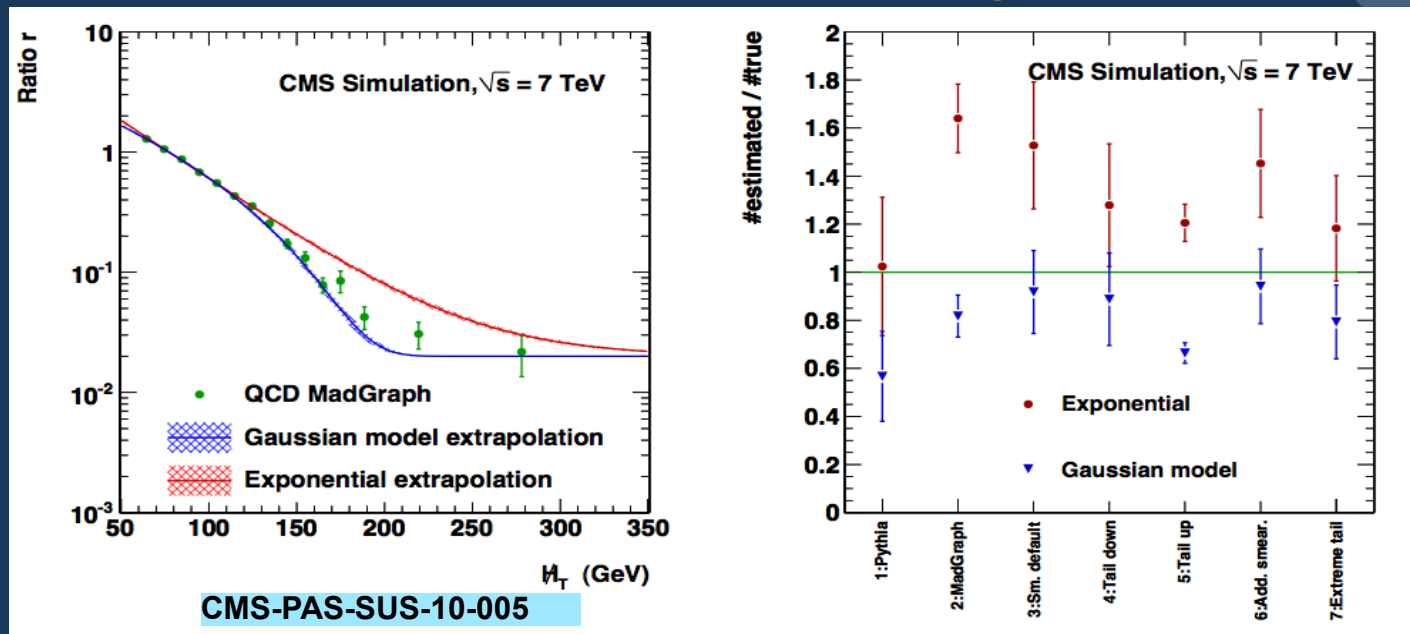 Ratio r
10
1
10⁻¹
10⁻²
10⁻³
CMS Simulation, √s = 7 TeV
QCD MadGraph
Gaussian model extrapolation
Exponential extrapolation
50 100 150 200 250 300 350
H̸_T (GeV)
CMS-PAS-SUS-10-005
#estimated / #true
2
1.8
1.6
1.4
1.2
1
0.8
0.6
0.4
0.2
0
CMS Simulation, √s = 7 TeV
Exponential
Gaussian model
1:Pythia
2:MadGraph
3:Sm. default
4:Tail down
5:Tail up
6:Add. smear.
7:Extreme tail